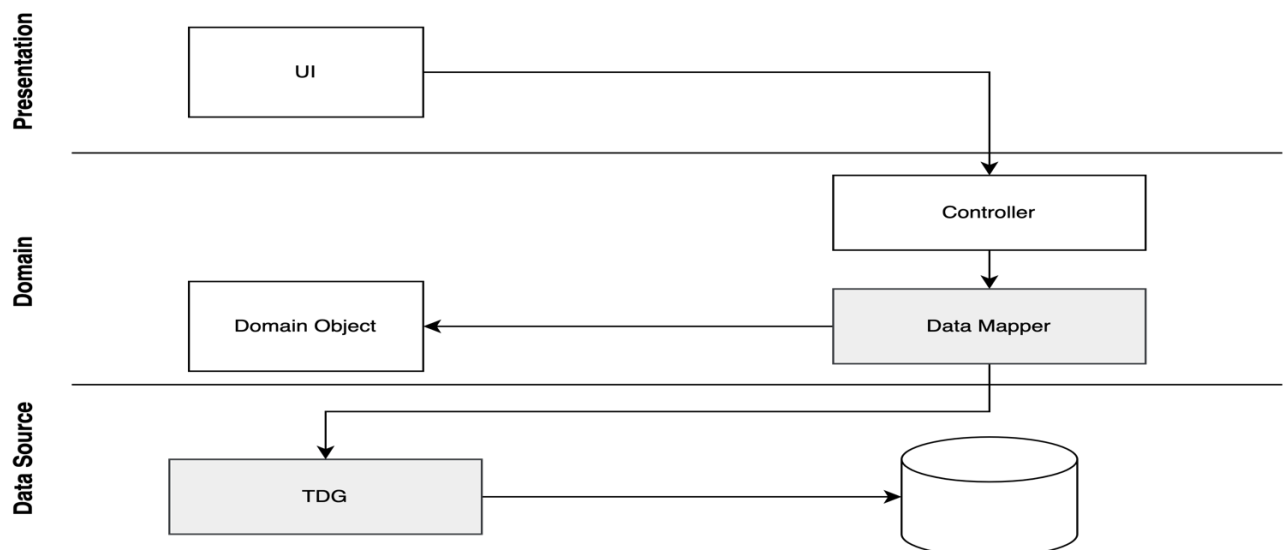 Presentation
UI
Domain
Controller
Domain Object
Data Mapper
Data Source
TDG